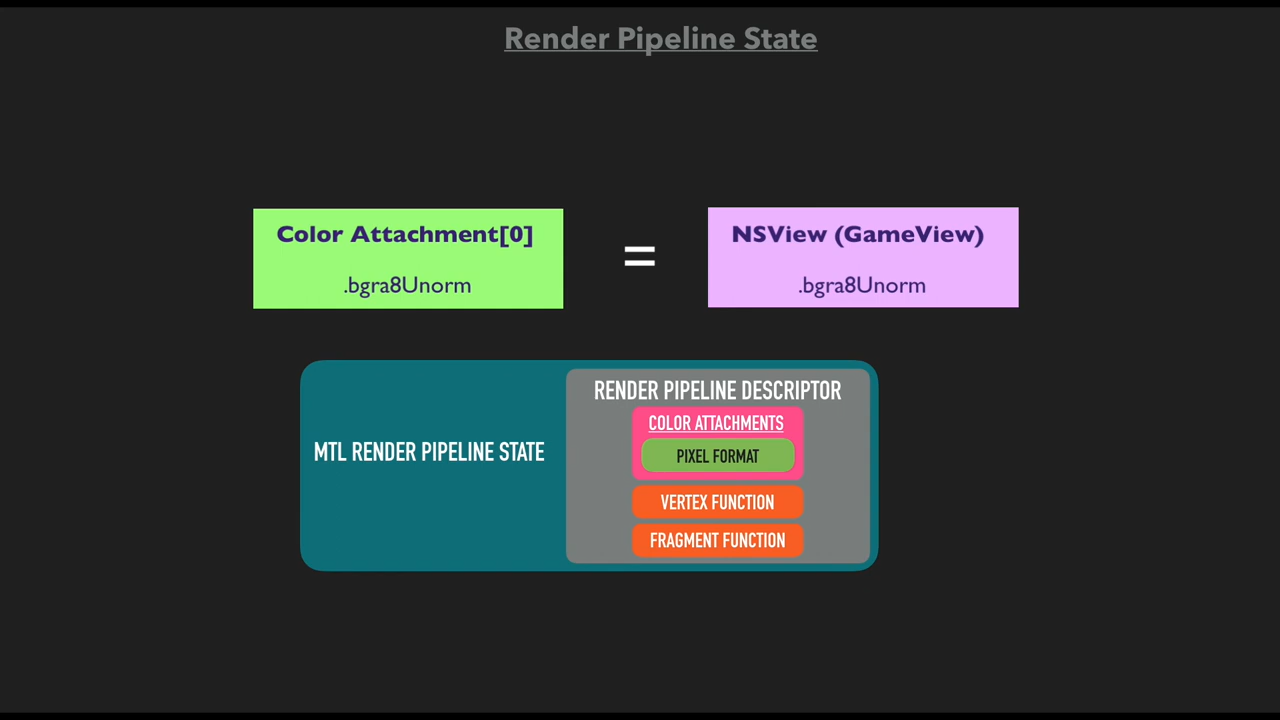 Render Pipeline State
Color Attachment[0]
.bgra8Unorm
=
NSView (GameView)
.bgra8Unorm
MTL RENDER PIPELINE STATE
RENDER PIPELINE DESCRIPTOR
COLOR ATTACHMENTS
PIXEL FORMAT
VERTEX FUNCTION
FRAGMENT FUNCTION